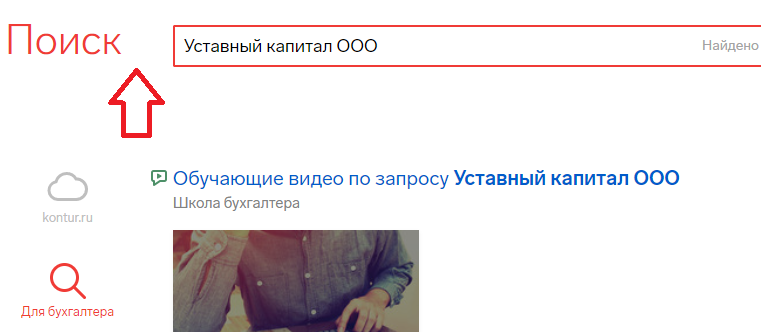 Поиск
Уставный капитал ООО
Найдено
Обучающие видео по запросу Уставный капитал ООО
Школа бухгалтера
kontur.ru
Для бухгалтера